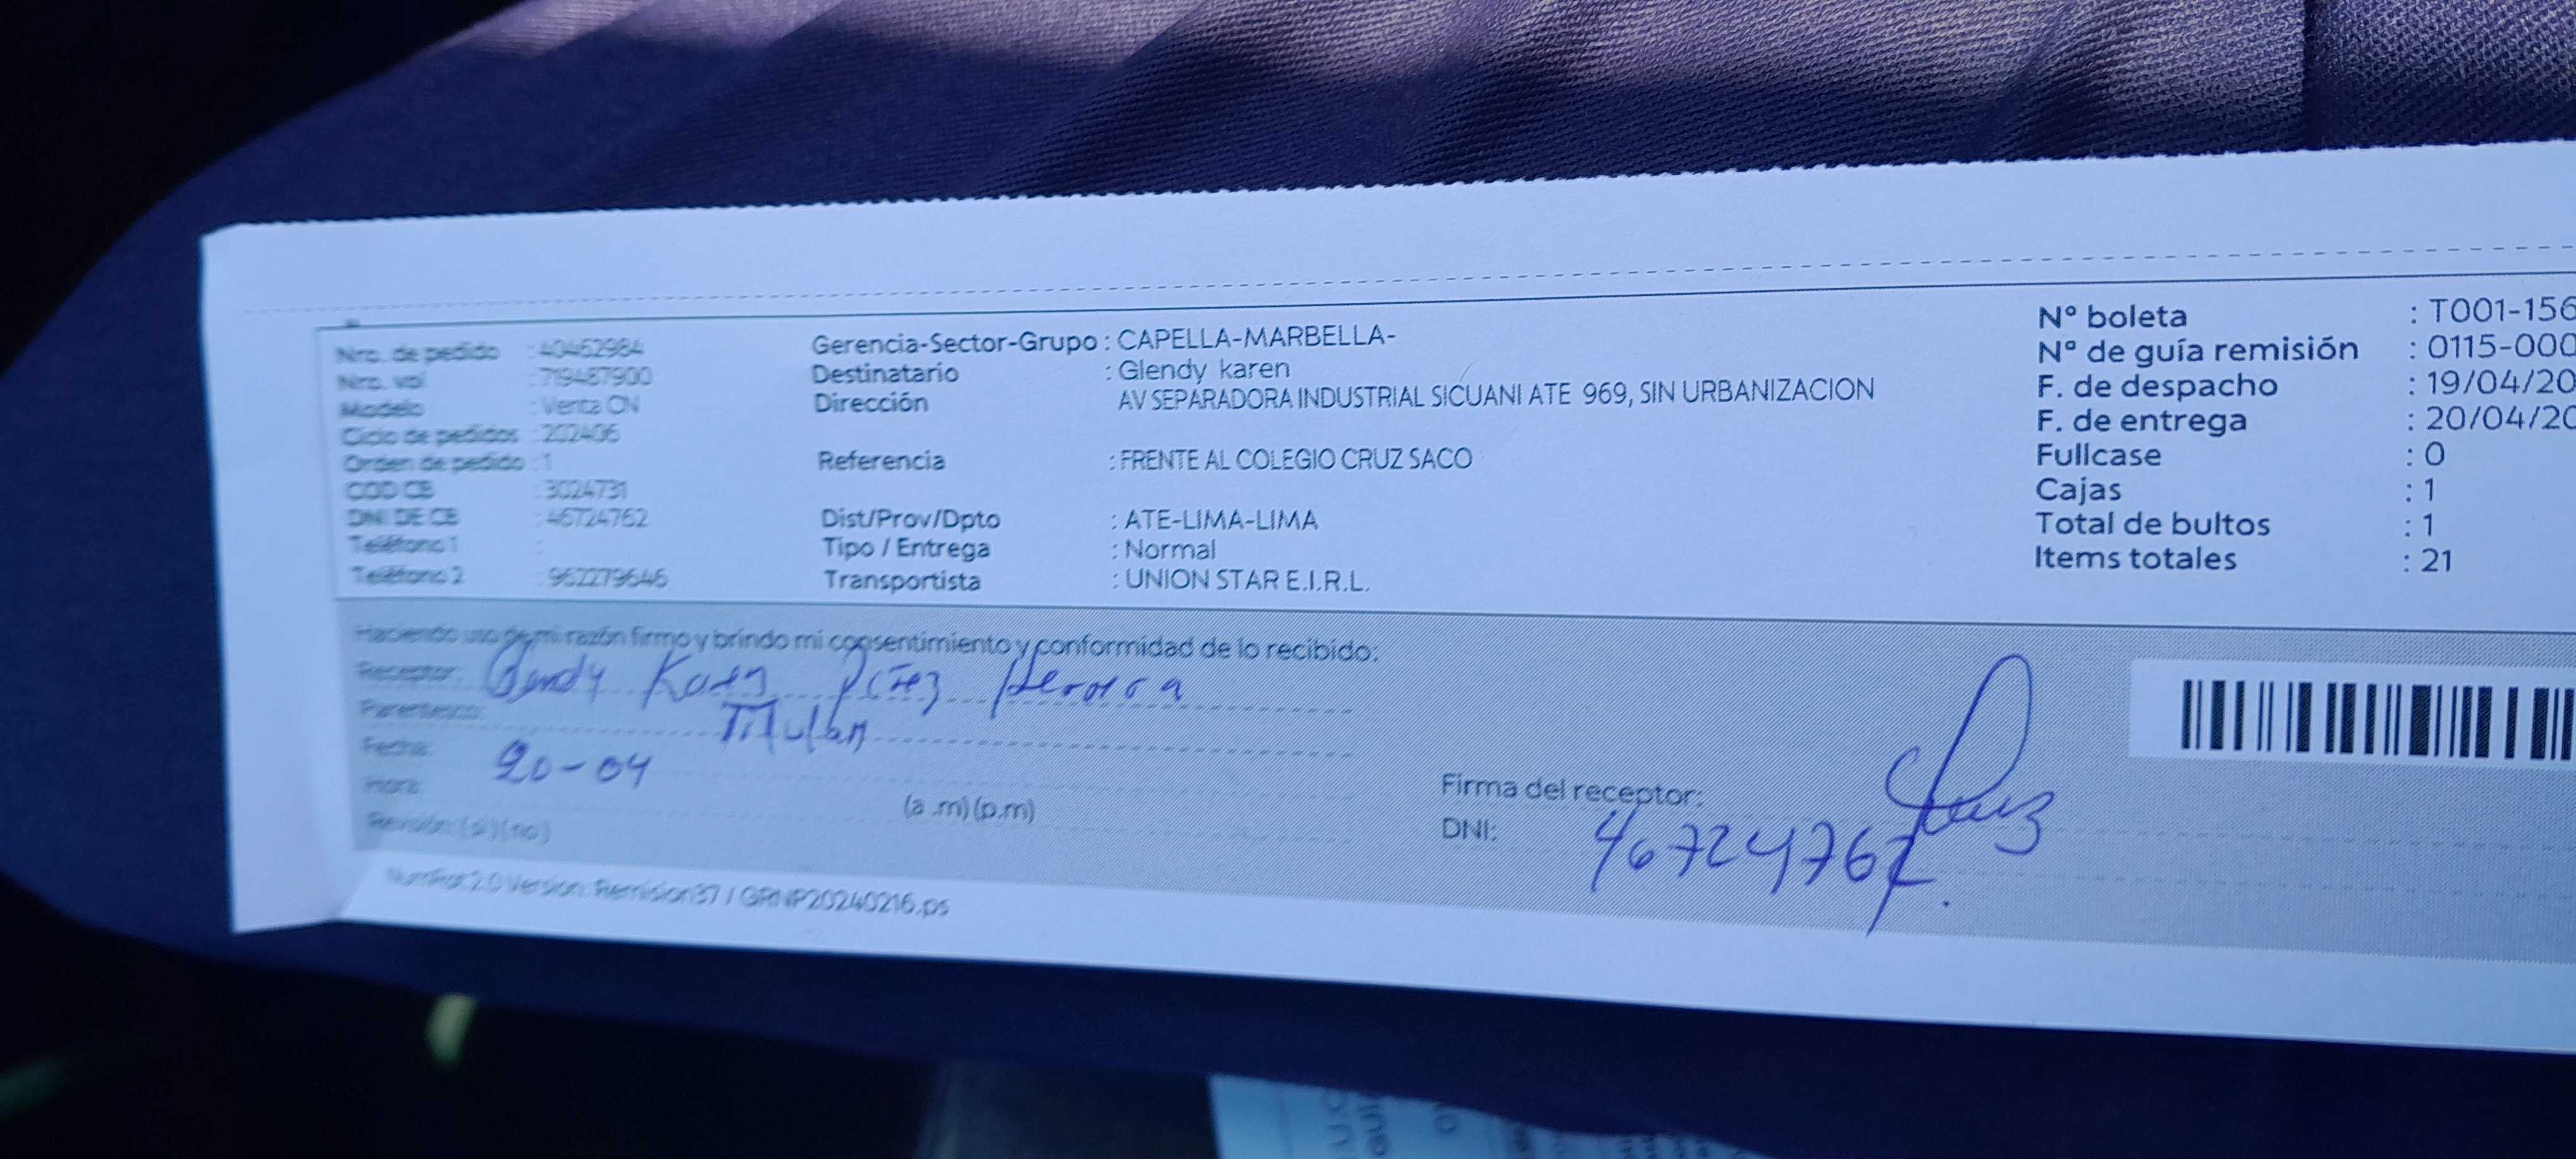 Nro. de pedido : 40462984
Nro. vol : 719487900
Modelo : Venta CN
Ciclo de pedidos : 202406
Orden de pedido : 1
COD CB : 3024731
DNI DE CB : 46724762
Teléfono 1 :
Teléfono 2 : 962279646
Gerencia-Sector-Grupo : CAPELLA-MARBELLA-
Destinatario : Glendy karen
Dirección AV SEPARADORA INDUSTRIAL SICUANI ATE 969, SIN URBANIZACION
Referencia : FRENTE AL COLEGIO CRUZ SACO
Dist/Prov/Dpto : ATE-LIMA-LIMA
Tipo / Entrega : Normal
Transportista : UNION STAR E.I.R.L.
N° boleta : T001-156
N° de guía remisión : 0115-000
F. de despacho : 19/04/20
F. de entrega : 20/04/20
Fullcase : 0
Cajas : 1
Total de bultos : 1
Items totales : 21
Haciendo uso de mi razón firmo y brindo mi consentimiento y conformidad de lo recibido:
Receptor: Glendy Karen Herrera
Parentesco: Titular
Fecha: 20-04
Hora: (a .m) (p.m)
Revisión: (si) (no)
Firma del receptor:
DNI: 46724762
Version: Remision37 / GRNP20240216.ps